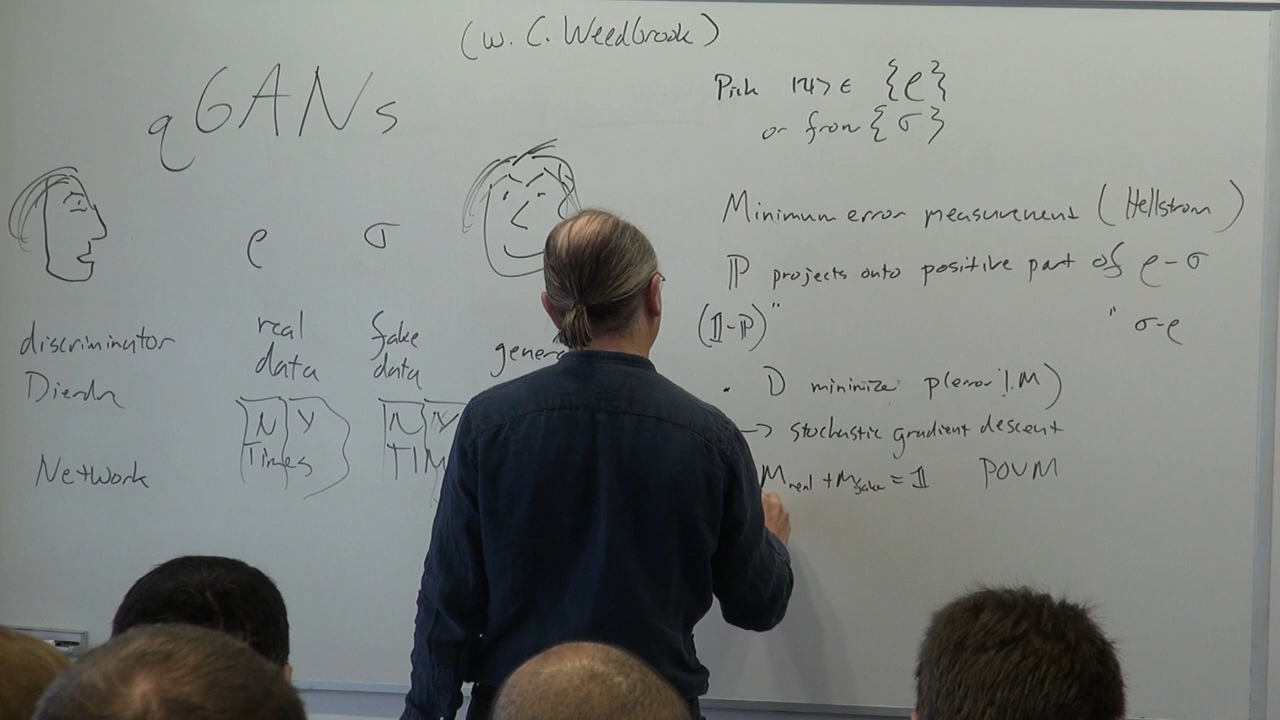 (w. C. Weedbrook)
qGANs
ρ σ
discriminator
real data
fake data
Network
N Y
Times
N Y
Pick |ψ> ∈ {ρ}
or from {σ}
Minimum error measurement (Hellstrom)
ℙ projects onto positive part of ρ-σ
(𝟙-ℙ) " " σ-ρ
· D minimize p(error|.M)
→ stochastic gradient descent
M_real + M_fake = 𝟙 POVM